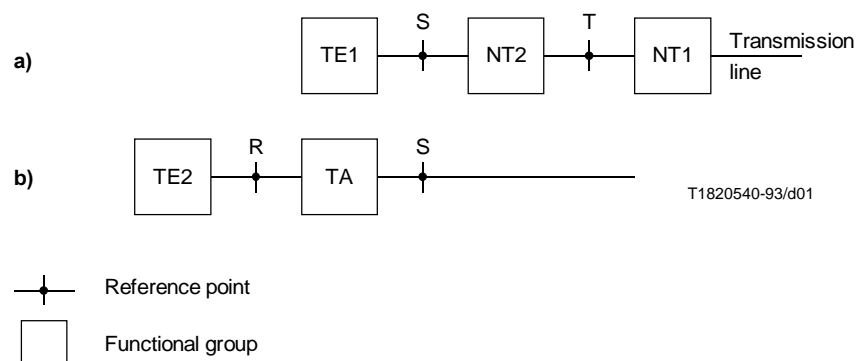 S
T
a)
TE1
NT2
NT1
Transmission
line
R
S
b)
TE2
TA
T1820540-93/d01
Reference point
Functional group